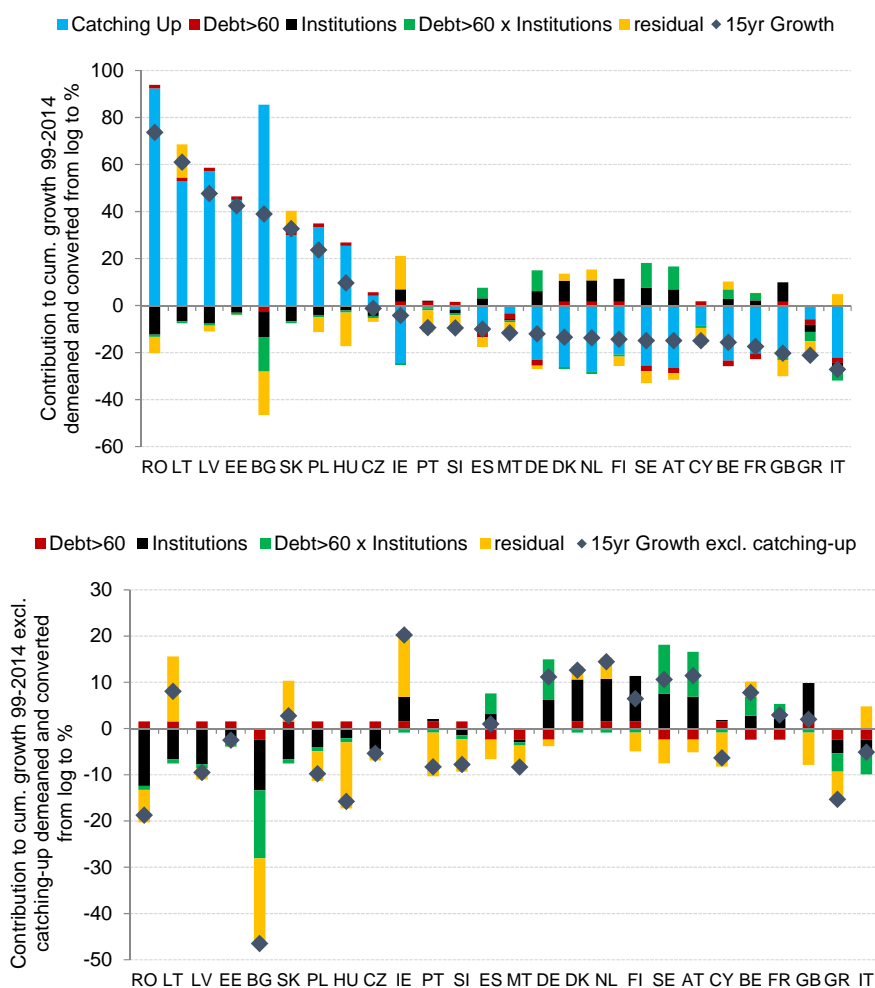 Catching Up Debt>60 Institutions Debt>60 x Institutions residual 15yr Growth
Contribution to cum. growth 99-2014
demeaned and converted from log to %
100
80
60
40
20
0
-20
-40
-60
RO LT LV EE BG SK PL HU CZ IE PT SI ES MT DE DK NL FI SE AT CY BE FR GB GR IT
Debt>60 Institutions Debt>60 x Institutions residual 15yr Growth excl. catching-up
Contribution to cum. growth 99-2014 excl.
catching-up demeaned and converted
from log to %
30
20
10
0
-10
-20
-30
-40
-50
RO LT LV EE BG SK PL HU CZ IE PT SI ES MT DE DK NL FI SE AT CY BE FR GB GR IT